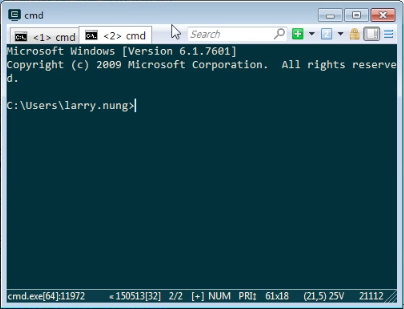 cmd
<1> cmd
<2> cmd
Search
Microsoft Windows [Version 6.1.7601]
Copyright (c) 2009 Microsoft Corporation.  All rights reserve
d.
C:\Users\larry.nung>
cmd.exe[64]:11972 «150513[32] 2/2 [+] NUM PRI↕ 61x18 (21,5) 25V 21112